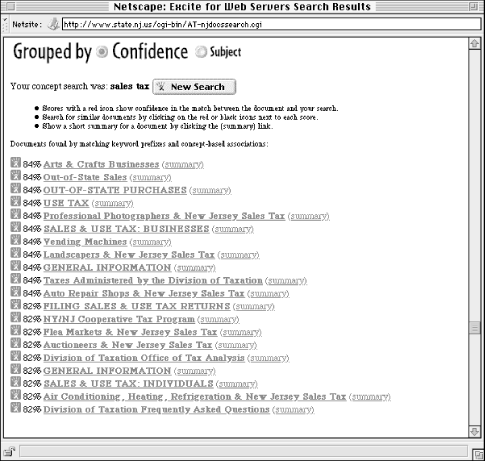 Netscape: Excite for Web Servers Search Results
Netsite: http://www.state.nj.us/cgi-bin/AT-njdocssearch.cgi
Grouped by Confidence Subject
Your concept search was: sales tax New Search
Scores with a red icon show confidence in the match between the document and your search.
Search for similar documents by clicking on the red or black icons next to each score.
Show a short summary for a document by clicking the (summary) link.
Documents found by matching keyword prefixes and concept-based associations:
84% Arts & Crafts Businesses (summary)
84% Out-of-State Sales (summary)
84% OUT-OF-STATE PURCHASES (summary)
84% USE TAX (summary)
84% Professional Photographers & New Jersey Sales Tax (summary)
84% SALES & USE TAX: BUSINESSES (summary)
84% Vending Machines (summary)
84% Landscapers & New Jersey Sales Tax (summary)
84% GENERAL INFORMATION (summary)
84% Taxes Administered by the Division of Taxation (summary)
84% Auto Repair Shops & New Jersey Sales Tax (summary)
82% FILING SALES & USE TAX RETURNS (summary)
82% NY/NJ Cooperative Tax Program (summary)
82% Flea Markets & New Jersey Sales Tax (summary)
82% Auctioneers & New Jersey Sales Tax (summary)
82% Division of Taxation Office of Tax Analysis (summary)
82% GENERAL INFORMATION (summary)
82% SALES & USE TAX: INDIVIDUALS (summary)
82% Air Conditioning, Heating, Refrigeration & New Jersey Sales Tax (summary)
82% Division of Taxation Frequently Asked Questions (summary)